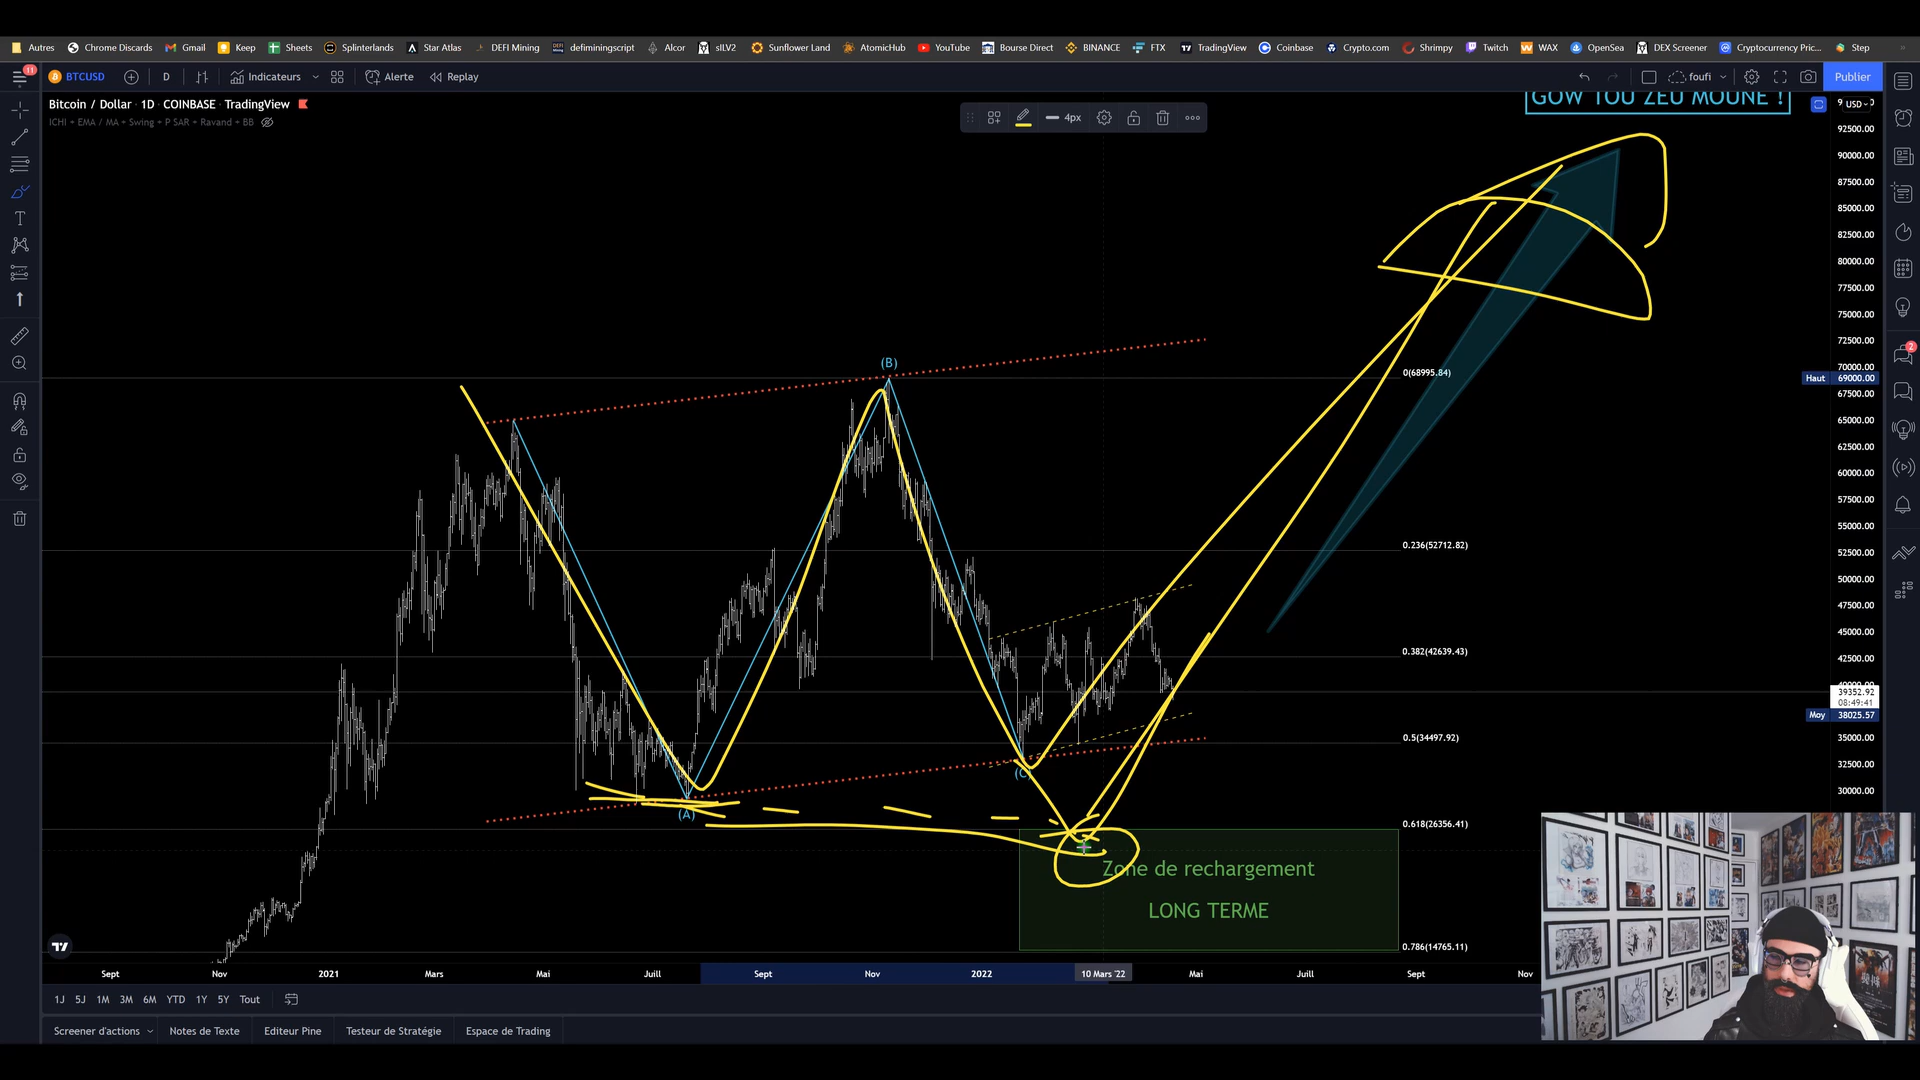 Autres Chrome Discards Gmail Keep Sheets Splinterlands Star Atlas DEFI Mining defiminingscript Alcor sILV2 Sunflower Land AtomicHub YouTube Bourse Direct BINANCE FTX TradingView Coinbase Crypto.com Shrimpy Twitch WAX OpenSea DEX Screener Cryptocurrency Pric... Step
11 BTCUSD D Indicateurs Alerte Replay foufi Publier
Bitcoin / Dollar · 1D · COINBASE · TradingView
ICHI + EMA / MA + Swing + P SAR + Ravand + BB
4px
GOW TOU ZEU MOUNE !
USD
92500.00
90000.00
87500.00
85000.00
82500.00
80000.00
77500.00
75000.00
72500.00
70000.00
Haut 69000.00
67500.00
65000.00
62500.00
60000.00
57500.00
55000.00
52500.00
50000.00
47500.00
45000.00
42500.00
40000.00
39352.92
08:49:41
Moy 38025.57
35000.00
32500.00
30000.00
2
(B)
0(68995.84)
0.236(52712.82)
0.382(42639.43)
0.5(34497.92)
(C)
(A)
0.618(26356.41)
Zone de rechargement
LONG TERME
0.786(14765.11)
Sept Nov 2021 Mars Mai Juill Sept Nov 2022 10 Mars '22 Mai Juill Sept Nov
1J 5J 1M 3M 6M YTD 1Y 5Y Tout
Screener d'actions Notes de Texte Editeur Pine Testeur de Stratégie Espace de Trading